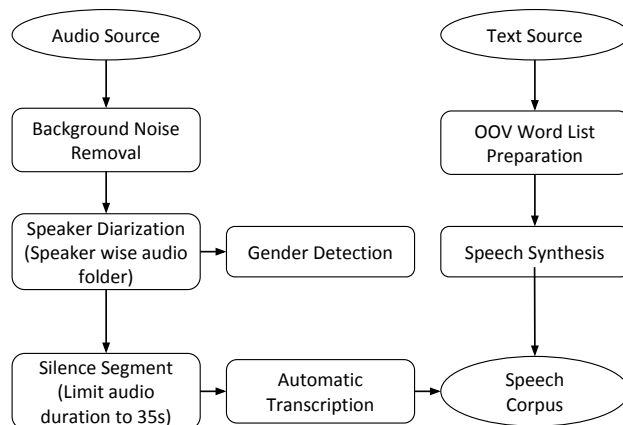 Audio Source
Text Source
Background Noise
Removal
OOV Word List
Preparation
Speaker Diarization
(Speaker wise audio
folder)
Gender Detection
Speech Synthesis
Silence Segment
(Limit audio
duration to 35s)
Automatic
Transcription
Speech
Corpus